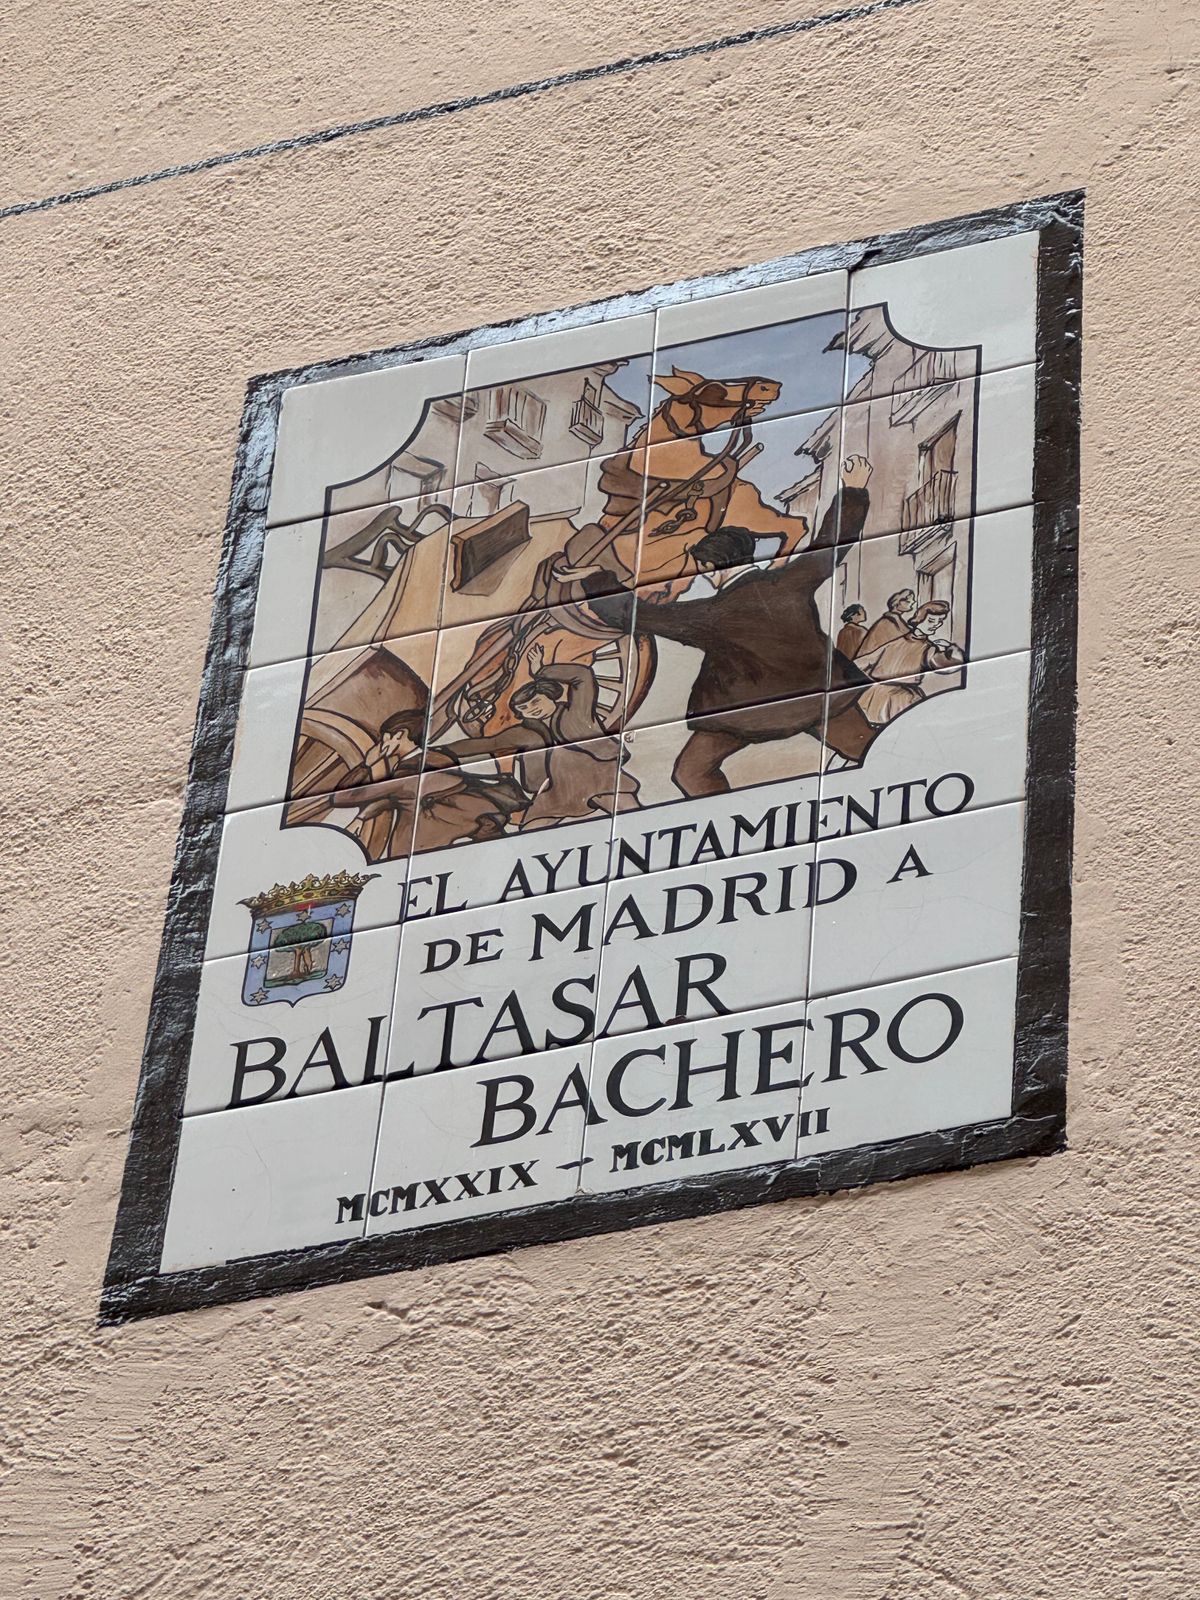 EL AYUNTAMIENTO
DE MADRID A
BALTASAR
BACHERO
MCMXXIX - MCMLXVII